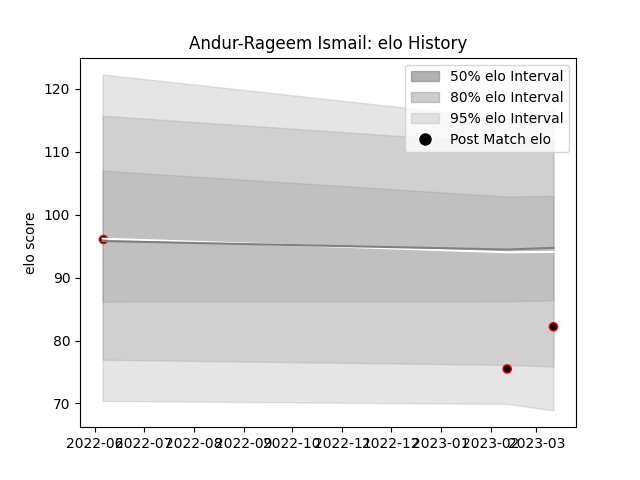 Andur-Rageem Ismail: elo History
50% elo Interval
80% elo Interval
95% elo Interval
Post Match elo
elo score
120
110
100
90
80
70
2022-06 2022-07 2022-08 2022-09 2022-10 2022-11 2022-12 2023-01 2023-02 2023-03